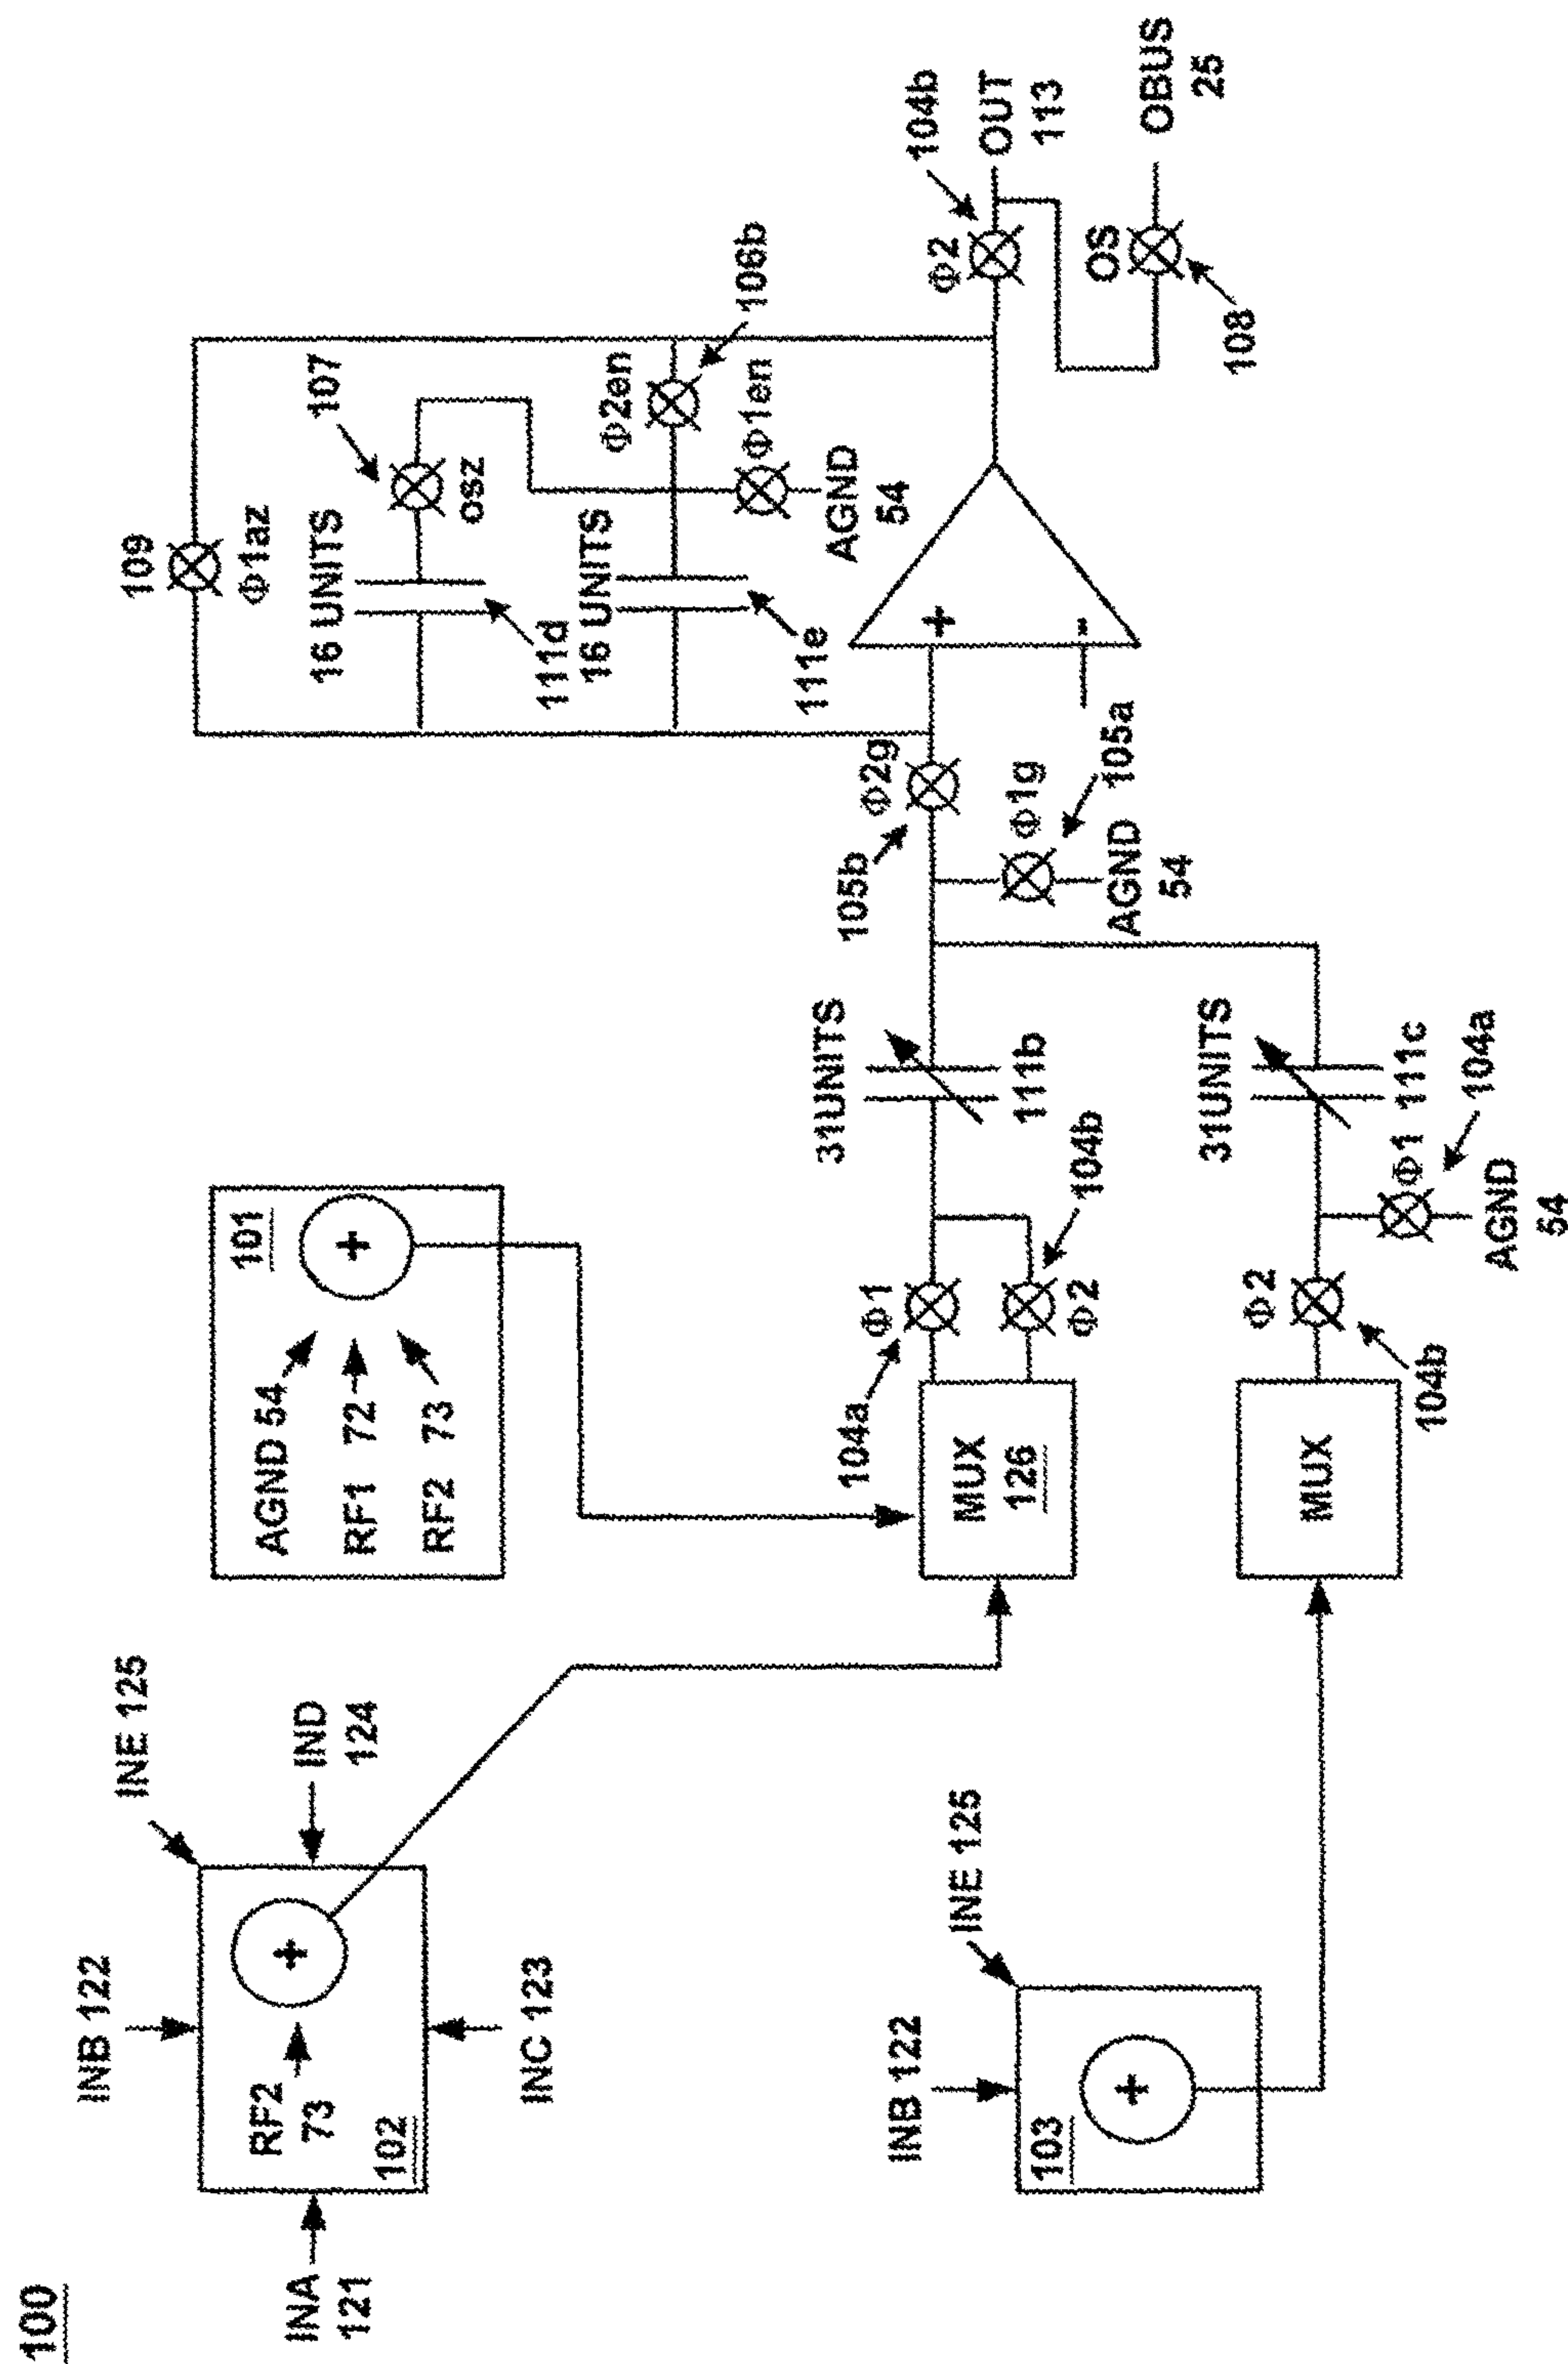 100
INA
121
INB 122
INE 125
IND
124
INC 123
RF2
73
102
+
101
AGND 54
RF1 72
RF2 73
+
INB 122
INE 125
103
+
MUX
126
MUX
104a
Φ1
Φ2
104b
31UNITS
111b
Φ2
104b
31UNITS
111c
Φ1
104a
AGND
54
105b
Φ2g
Φ1g
105a
AGND
54
109
Φ1az
16 UNITS
111d
107
osz
16 UNITS
111e
Φ2en
106b
Φ1en
AGND
54
+
-
Φ2
104b
OUT
113
OS
108
OBUS
25